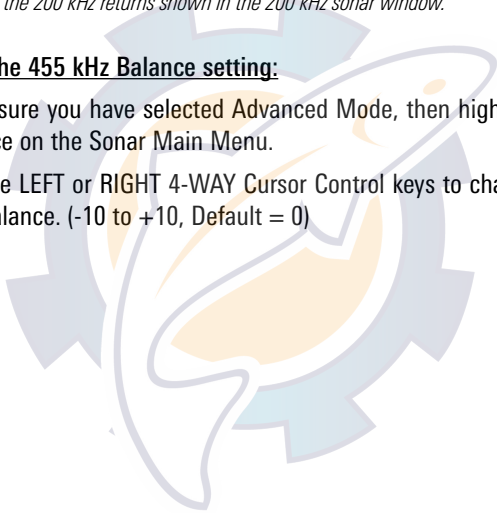 the 200 kHz returns shown in the 200 kHz sonar window.
he 455 kHz Balance setting:
sure you have selected Advanced Mode, then high
ce on the Sonar Main Menu.
e LEFT or RIGHT 4-WAY Cursor Control keys to cha
alance. (-10 to +10, Default = 0)